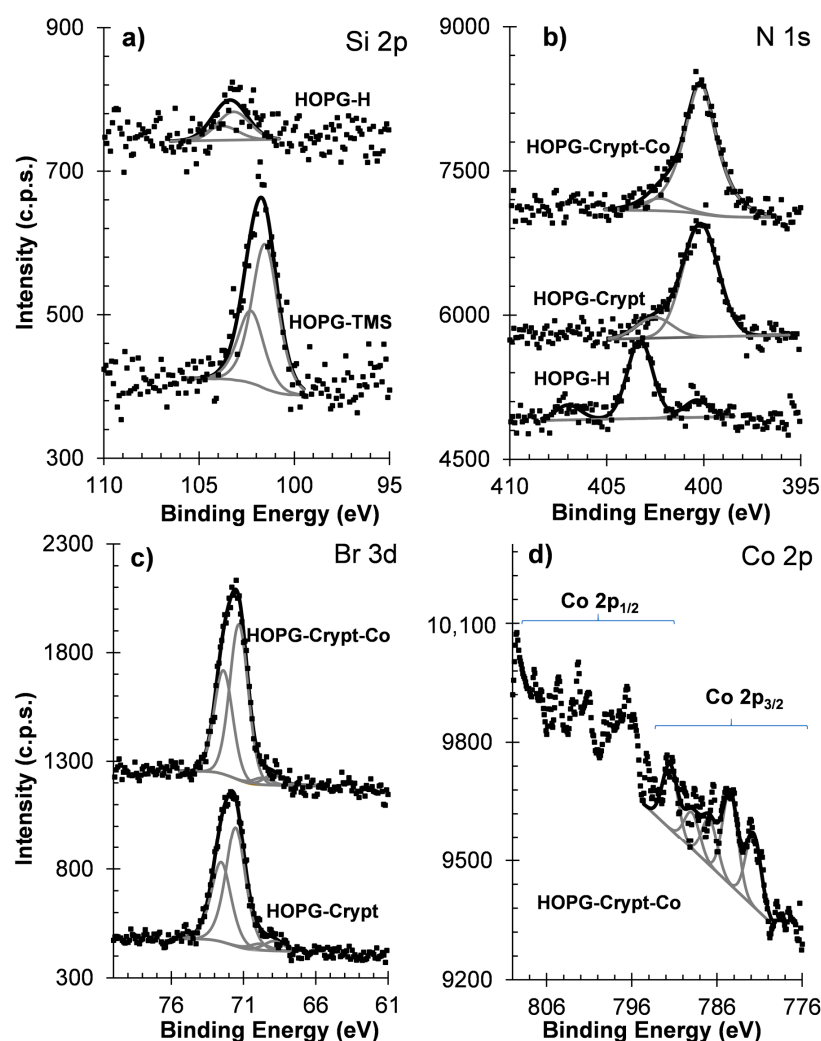 a)
Si 2p
900
700
500
300
Intensity (c.p.s.)
HOPG-H
HOPG-TMS
110
105
100
95
Binding Energy (eV)
b)
N 1s
9000
7500
6000
4500
HOPG-Crypt-Co
HOPG-Crypt
HOPG-H
410
405
400
395
Binding Energy (eV)
c)
Br 3d
2300
1800
1300
800
300
Intensity (c.p.s.)
HOPG-Crypt-Co
HOPG-Crypt
76
71
66
61
Binding Energy (eV)
d)
Co 2p
Co 2p1/2
Co 2p3/2
10,100
9800
9500
9200
HOPG-Crypt-Co
806
796
786
776
Binding Energy (eV)